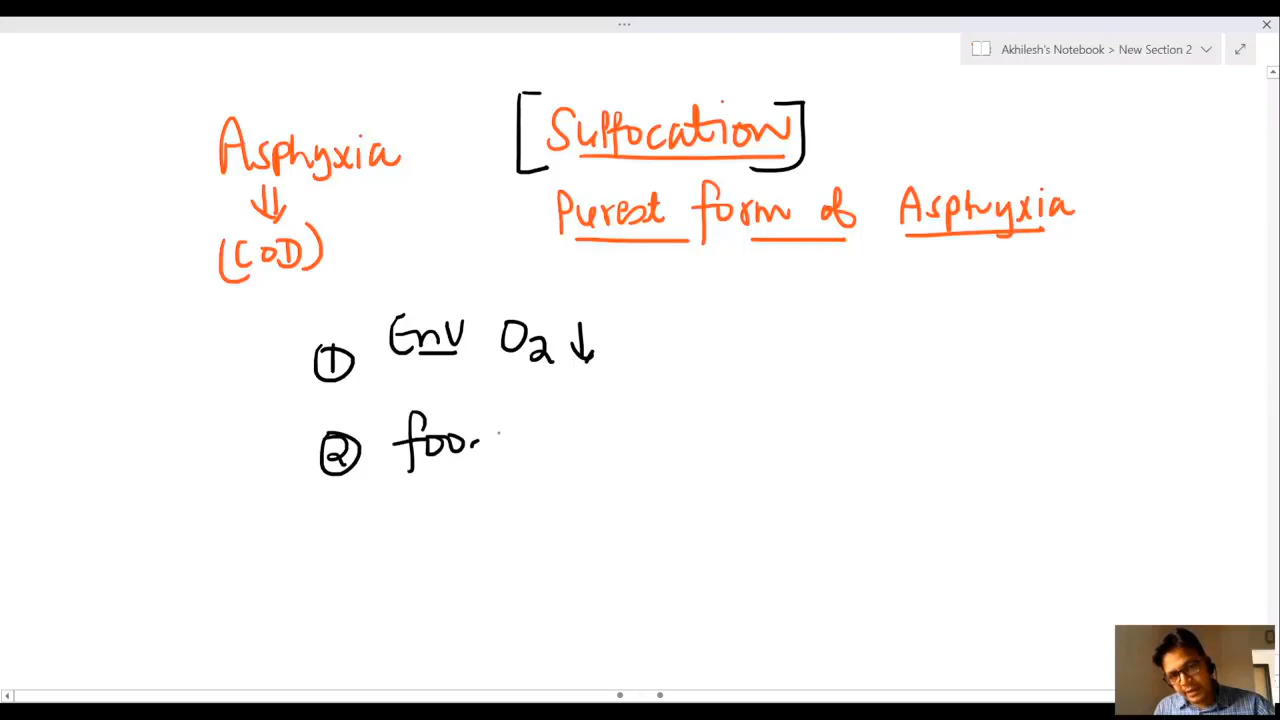 Akhilesh's Notebook > New Section 2
Asphyxia
(COD)
[Suffocation]
Purest form of Asphyxia
① Env O2 ↓
② foo